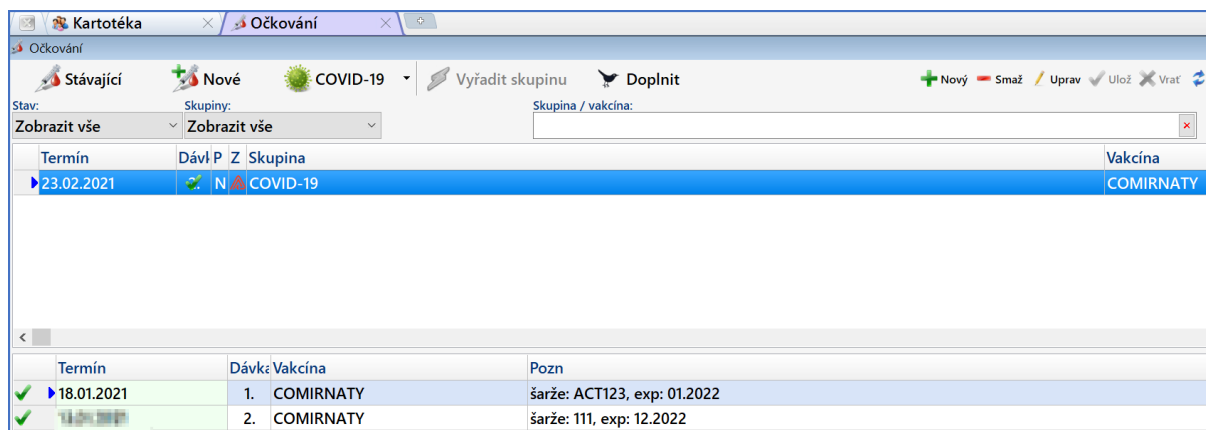 Kartotéka Očkování
Očkování
Stávající Nové COVID-19 Vyřadit skupinu Doplnit Nový Smaž Uprav Ulož Vrať
Stav: Skupiny: Skupina / vakcína:
Zobrazit vše Zobrazit vše
Termín Dávk P Z Skupina Vakcína
23.02.2021 N COVID-19 COMIRNATY
Termín Dávka Vakcína Pozn
18.01.2021 1. COMIRNATY šarže: ACT123, exp: 01.2022
2. COMIRNATY šarže: 111, exp: 12.2022